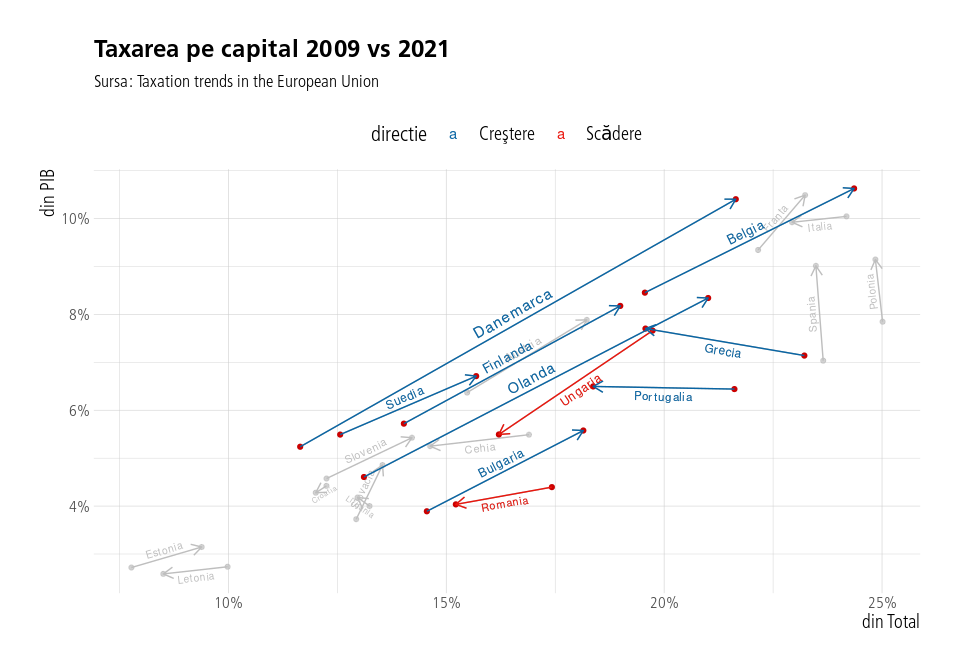 Taxarea pe capital 2009 vs 2021
Sursa: Taxation trends in the European Union
directie a Creştere a Scădere
din PIB
10%
8%
6%
4%
Danemarca
Belgia
Franta
Italia
Spania
Polonia
Finlanda
Suedia
Olanda
Grecia
Ungaria
Portugalia
Slovenia
Cehia
Bulgaria
Romania
Estonia
Letonia
10% 15% 20% 25%
din Total